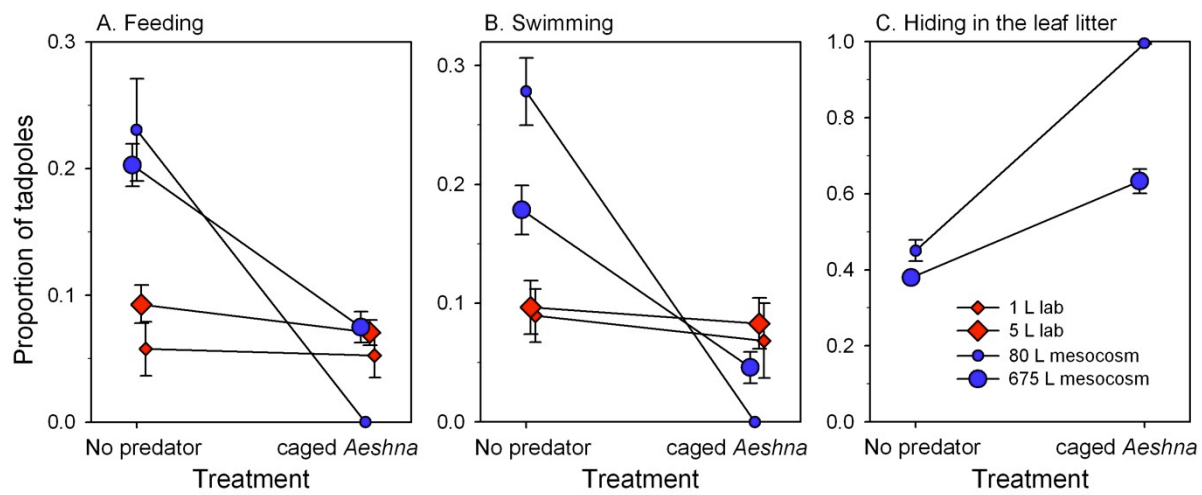 A. Feeding
B. Swimming
C. Hiding in the leaf litter
Proportion of tadpoles
0.3
0.2
0.1
0.0
No predator
caged Aeshna
Treatment
0.3
0.2
0.1
0.0
No predator
caged Aeshna
Treatment
1.0
0.8
0.6
0.4
0.2
0.0
1 L lab
5 L lab
80 L mesocosm
675 L mesocosm
No predator
caged Aeshna
Treatment